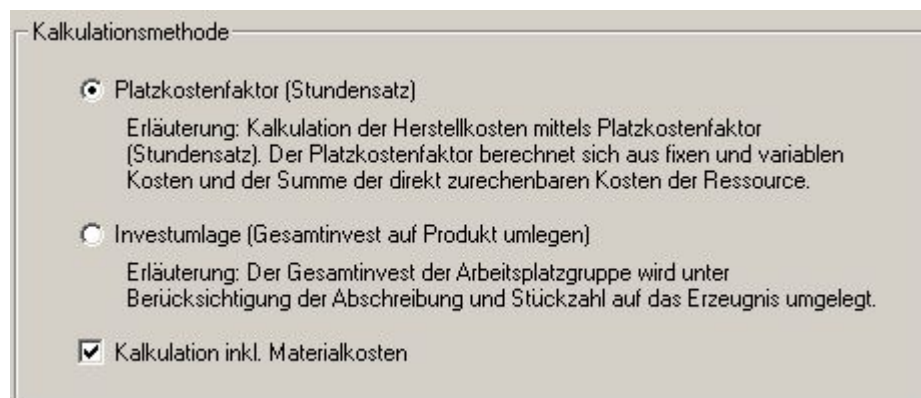 Kalkulationsmethode
Platzkostenfaktor (Stundensatz)
Erläuterung: Kalkulation der Herstellkosten mittels Platzkostenfaktor
(Stundensatz). Der Platzkostenfaktor berechnet sich aus fixen und variablen
Kosten und der Summe der direkt zurechenbaren Kosten der Ressource.
Investumlage (Gesamtinvest auf Produkt umlegen)
Erläuterung: Der Gesamtinvest der Arbeitsplatzgruppe wird unter
Berücksichtigung der Abschreibung und Stückzahl auf das Erzeugnis umgelegt.
Kalkulation inkl. Materialkosten